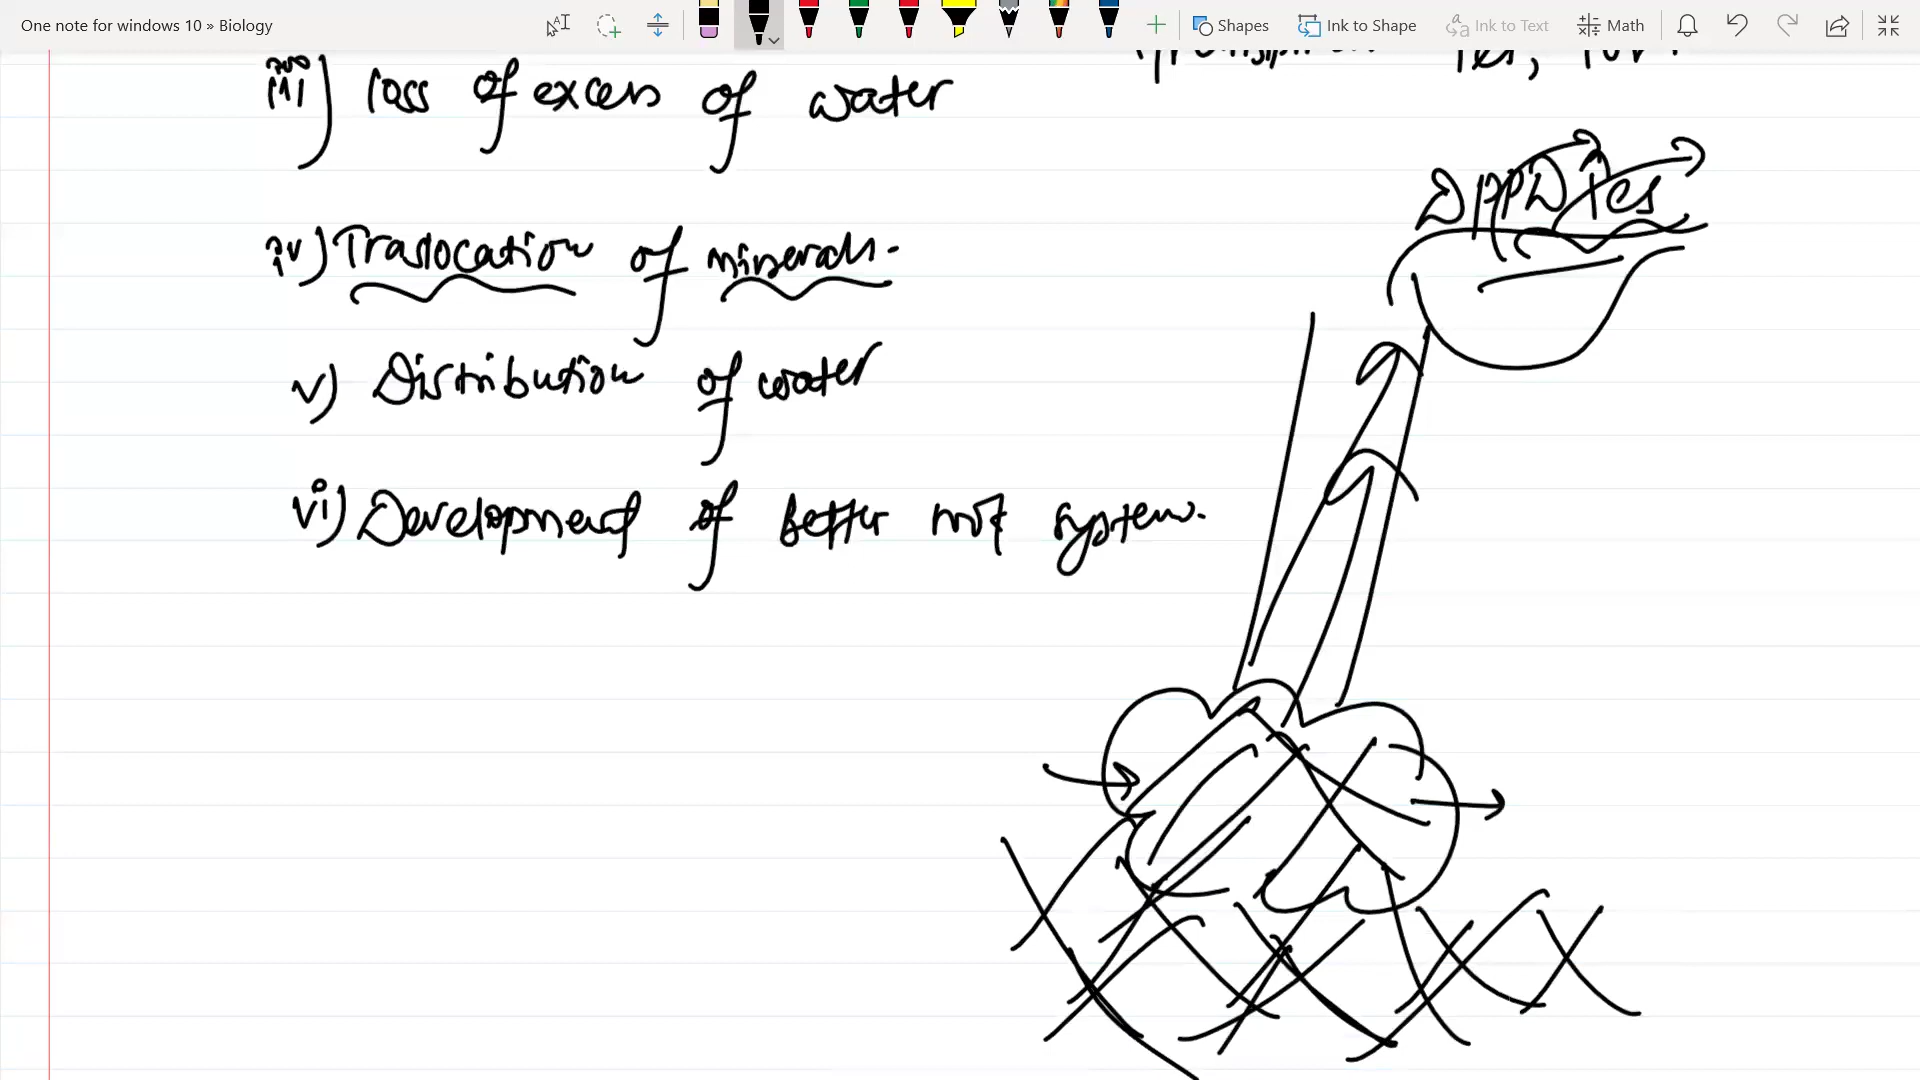 One note for windows 10 » Biology
Shapes
Ink to Shape
Ink to Text
Math
iii) loss of excess of water
iv) Traslocation of minerals.
v) Distribution of water
vi) Development of better root system.